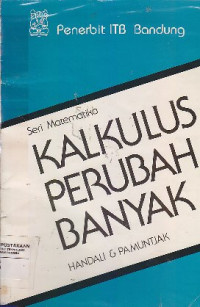 Penerbit ITB Bandung
Seri Matematika
KALKULUS
PERUBAH
BANYAK
HANDALI & PAMUNTJAK